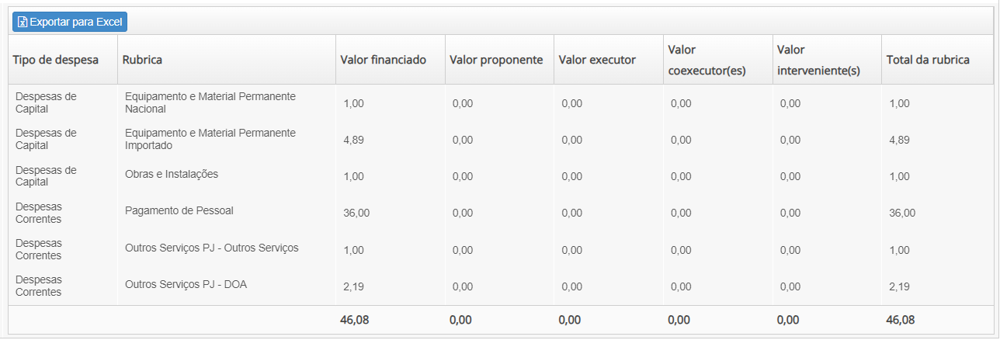 Exportar para Excel
Tipo de despesa Rubrica Valor financiado Valor proponente Valor executor Valor coexecutor(es) Valor interveniente(s) Total da rubrica
Despesas de Capital Equipamento e Material Permanente Nacional 1,00 0,00 0,00 0,00 0,00 1,00
Despesas de Capital Equipamento e Material Permanente Importado 4,89 0,00 0,00 0,00 0,00 4,89
Despesas de Capital Obras e Instalações 1,00 0,00 0,00 0,00 0,00 1,00
Despesas Correntes Pagamento de Pessoal 36,00 0,00 0,00 0,00 0,00 36,00
Despesas Correntes Outros Serviços PJ - Outros Serviços 1,00 0,00 0,00 0,00 0,00 1,00
Despesas Correntes Outros Serviços PJ - DOA 2,19 0,00 0,00 0,00 0,00 2,19
46,08 0,00 0,00 0,00 0,00 46,08